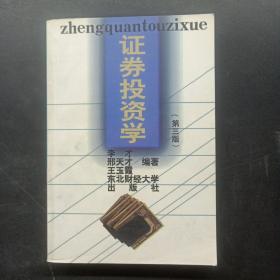 zhengquantouzixue
证券投资学
(第三版)
李 才
邢天才 编著
王玉霞
东北财经大学
出版社